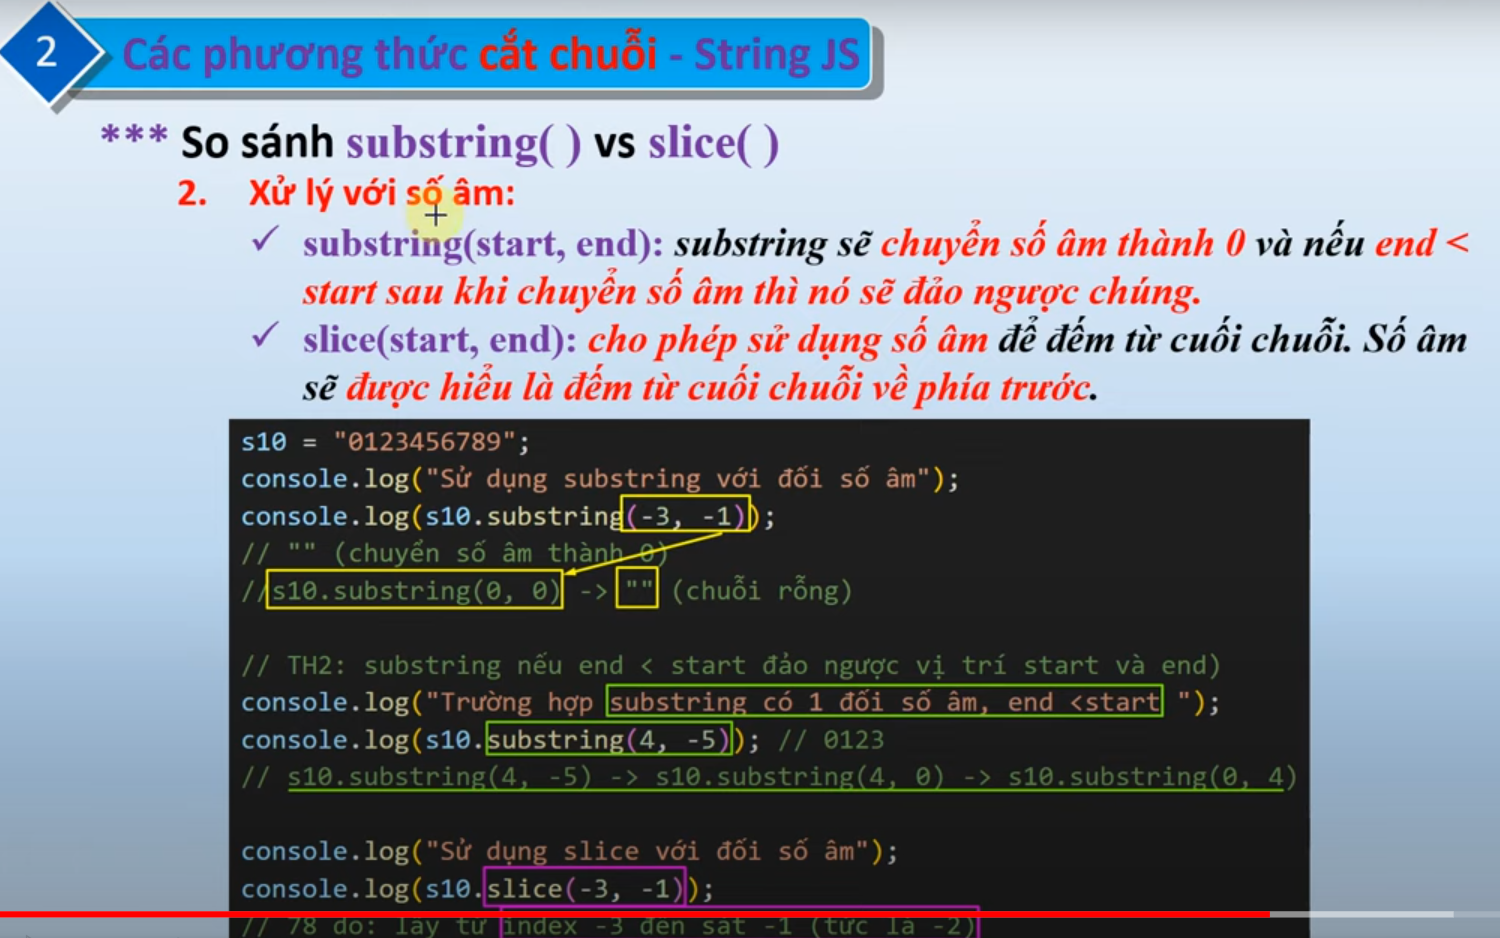 2
Các phương thức cắt chuỗi - String JS
*** So sánh substring( ) vs slice( )
2. Xử lý với số âm:
✓ substring(start, end): substring sẽ chuyển số âm thành 0 và nếu end <
start sau khi chuyển số âm thì nó sẽ đảo ngược chúng.
✓ slice(start, end): cho phép sử dụng số âm để đếm từ cuối chuỗi. Số âm
sẽ được hiểu là đếm từ cuối chuỗi về phía trước.
s10 = "0123456789";
console.log("Sử dụng substring với đối số âm");
console.log(s10.substring(-3, -1));
// "" (chuyển số âm thành 0)
//s10.substring(0, 0) -> "" (chuỗi rỗng)
// TH2: substring nếu end < start đảo ngược vị trí start và end)
console.log("Trường hợp substring có 1 đối số âm, end <start ");
console.log(s10.substring(4, -5)); // 0123
// s10.substring(4, -5) -> s10.substring(4, 0) -> s10.substring(0, 4)
console.log("Sử dụng slice với đối số âm");
console.log(s10.slice(-3, -1));
// 78 do: lấy từ index -3 đến sát -1 (tức là -2)